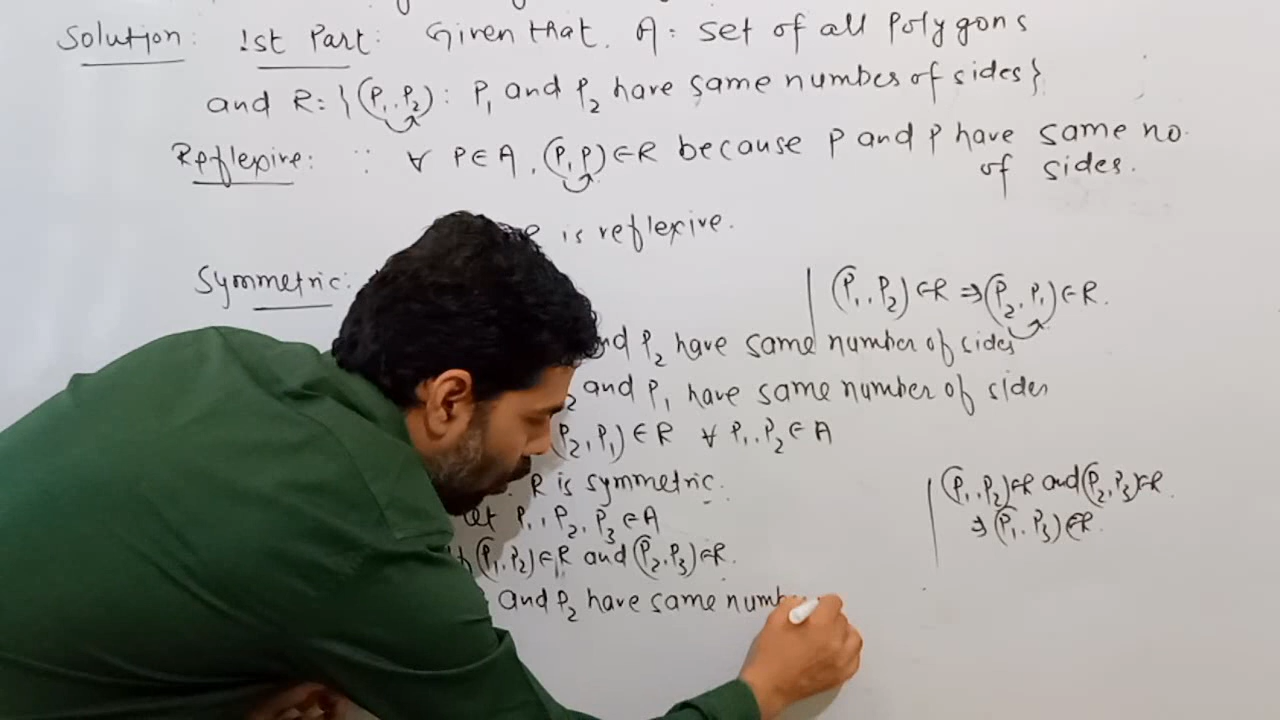 Solution: 1st Part: Given that. A= set of all Polygons
and R= {(P₁, P₂): P₁ and P₂ have same number of sides}
Reflexive: ∵ ∀ P∈A, (P, P)∈R because P and P have same no. of sides.
is reflexive.
Symmetric:
| (P₁, P₂)∈R ⇒ (P₂, P₁)∈R.
and P₂ have same number of sides
and P₁ have same number of sides
(P₂, P₁)∈R ∀ P₁, P₂∈A
R is symmetric.
| (P₁, P₂)∈R and (P₂, P₃)∈R
⇒ (P₁, P₃)∈R.
P₁, P₂, P₃∈A
(P₁, P₂)∈R and (P₂, P₃)∈R.
and P₂ have same